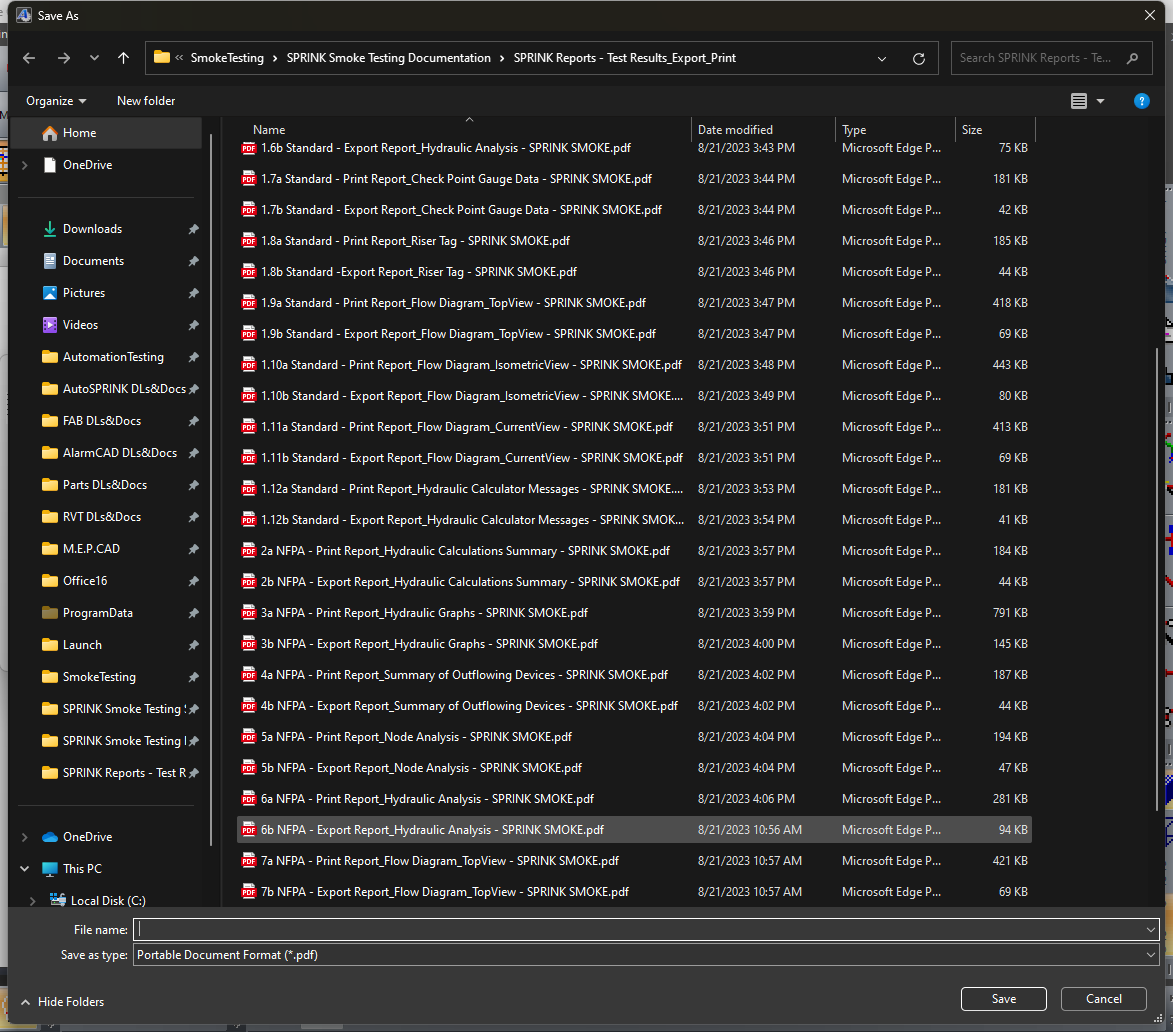 Save As
« SmokeTesting › SPRINK Smoke Testing Documentation › SPRINK Reports - Test Results_Export_Print
Search SPRINK Reports - Te...
Organize New folder
Home
OneDrive
Downloads
Documents
Pictures
Videos
AutomationTesting
AutoSPRINK DLs&Docs
FAB DLs&Docs
AlarmCAD DLs&Docs
Parts DLs&Docs
RVT DLs&Docs
M.E.P.CAD
Office16
ProgramData
Launch
SmokeTesting
SPRINK Smoke Testing
SPRINK Smoke Testing
SPRINK Reports - Test R
OneDrive
This PC
Local Disk (C:)
Name Date modified Type Size
PDF 1.6b Standard - Export Report_Hydraulic Analysis - SPRINK SMOKE.pdf 8/21/2023 3:43 PM Microsoft Edge P... 75 KB
PDF 1.7a Standard - Print Report_Check Point Gauge Data - SPRINK SMOKE.pdf 8/21/2023 3:44 PM Microsoft Edge P... 181 KB
PDF 1.7b Standard - Export Report_Check Point Gauge Data - SPRINK SMOKE.pdf 8/21/2023 3:44 PM Microsoft Edge P... 42 KB
PDF 1.8a Standard - Print Report_Riser Tag - SPRINK SMOKE.pdf 8/21/2023 3:46 PM Microsoft Edge P... 185 KB
PDF 1.8b Standard -Export Report_Riser Tag - SPRINK SMOKE.pdf 8/21/2023 3:46 PM Microsoft Edge P... 44 KB
PDF 1.9a Standard - Print Report_Flow Diagram_TopView - SPRINK SMOKE.pdf 8/21/2023 3:47 PM Microsoft Edge P... 418 KB
PDF 1.9b Standard - Export Report_Flow Diagram_TopView - SPRINK SMOKE.pdf 8/21/2023 3:47 PM Microsoft Edge P... 69 KB
PDF 1.10a Standard - Print Report_Flow Diagram_IsometricView - SPRINK SMOKE.pdf 8/21/2023 3:48 PM Microsoft Edge P... 443 KB
PDF 1.10b Standard - Export Report_Flow Diagram_IsometricView - SPRINK SMOKE.... 8/21/2023 3:49 PM Microsoft Edge P... 80 KB
PDF 1.11a Standard - Print Report_Flow Diagram_CurrentView - SPRINK SMOKE.pdf 8/21/2023 3:51 PM Microsoft Edge P... 413 KB
PDF 1.11b Standard - Export Report_Flow Diagram_CurrentView - SPRINK SMOKE.pdf 8/21/2023 3:51 PM Microsoft Edge P... 69 KB
PDF 1.12a Standard - Print Report_Hydraulic Calculator Messages - SPRINK SMOKE.... 8/21/2023 3:53 PM Microsoft Edge P... 181 KB
PDF 1.12b Standard - Export Report_Hydraulic Calculator Messages - SPRINK SMOK... 8/21/2023 3:54 PM Microsoft Edge P... 41 KB
PDF 2a NFPA - Print Report_Hydraulic Calculations Summary - SPRINK SMOKE.pdf 8/21/2023 3:57 PM Microsoft Edge P... 184 KB
PDF 2b NFPA - Export Report_Hydraulic Calculations Summary - SPRINK SMOKE.pdf 8/21/2023 3:57 PM Microsoft Edge P... 44 KB
PDF 3a NFPA - Print Report_Hydraulic Graphs - SPRINK SMOKE.pdf 8/21/2023 3:59 PM Microsoft Edge P... 791 KB
PDF 3b NFPA - Export Report_Hydraulic Graphs - SPRINK SMOKE.pdf 8/21/2023 4:00 PM Microsoft Edge P... 145 KB
PDF 4a NFPA - Print Report_Summary of Outflowing Devices - SPRINK SMOKE.pdf 8/21/2023 4:02 PM Microsoft Edge P... 187 KB
PDF 4b NFPA - Export Report_Summary of Outflowing Devices - SPRINK SMOKE.pdf 8/21/2023 4:02 PM Microsoft Edge P... 44 KB
PDF 5a NFPA - Print Report_Node Analysis - SPRINK SMOKE.pdf 8/21/2023 4:04 PM Microsoft Edge P... 194 KB
PDF 5b NFPA - Export Report_Node Analysis - SPRINK SMOKE.pdf 8/21/2023 4:04 PM Microsoft Edge P... 47 KB
PDF 6a NFPA - Print Report_Hydraulic Analysis - SPRINK SMOKE.pdf 8/21/2023 4:06 PM Microsoft Edge P... 281 KB
PDF 6b NFPA - Export Report_Hydraulic Analysis - SPRINK SMOKE.pdf 8/21/2023 10:56 AM Microsoft Edge P... 94 KB
PDF 7a NFPA - Print Report_Flow Diagram_TopView - SPRINK SMOKE.pdf 8/21/2023 10:57 AM Microsoft Edge P... 421 KB
PDF 7b NFPA - Export Report_Flow Diagram_TopView - SPRINK SMOKE.pdf 8/21/2023 10:57 AM Microsoft Edge P... 69 KB
File name:
Save as type: Portable Document Format (*.pdf)
Hide Folders
Save Cancel